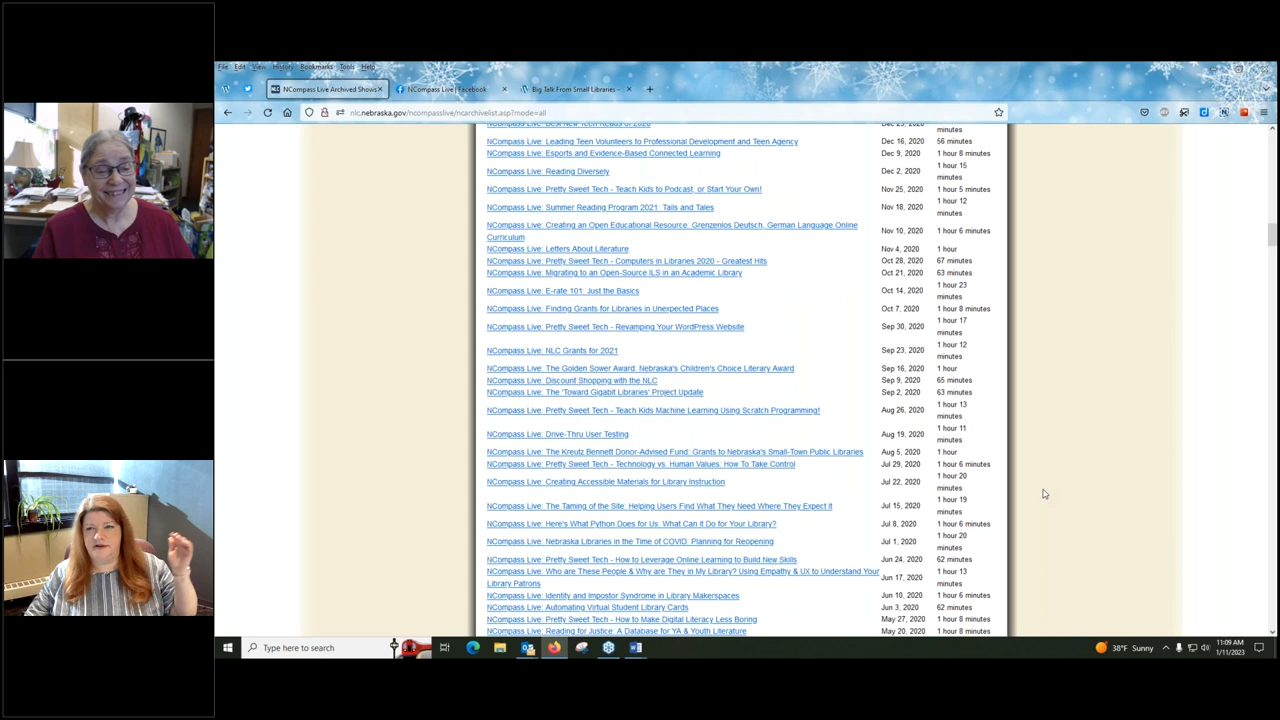 File Edit View History Bookmarks Tools Help
NCompass Live Archived Shows
NCompass Live | Facebook
Big Talk From Small Libraries –
nlc.nebraska.gov/ncompasslive/ncarchivelist.asp?mode=all
NCompass Live: Best New Teen Reads of 2020 Dec 23, 2020 minutes
NCompass Live: Leading Teen Volunteers to Professional Development and Teen Agency Dec 16, 2020 56 minutes
NCompass Live: Esports and Evidence-Based Connected Learning Dec 9, 2020 1 hour 8 minutes
NCompass Live: Reading Diversely Dec 2, 2020 1 hour 15 minutes
NCompass Live: Pretty Sweet Tech - Teach Kids to Podcast, or Start Your Own! Nov 25, 2020 1 hour 5 minutes
NCompass Live: Summer Reading Program 2021: Tails and Tales Nov 18, 2020 1 hour 12 minutes
NCompass Live: Creating an Open Educational Resource: Grenzenlos Deutsch, German Language Online Curriculum Nov 10, 2020 1 hour 6 minutes
NCompass Live: Letters About Literature Nov 4, 2020 1 hour
NCompass Live: Pretty Sweet Tech - Computers in Libraries 2020 - Greatest Hits Oct 28, 2020 67 minutes
NCompass Live: Migrating to an Open-Source ILS in an Academic Library Oct 21, 2020 63 minutes
NCompass Live: E-rate 101: Just the Basics Oct 14, 2020 1 hour 23 minutes
NCompass Live: Finding Grants for Libraries in Unexpected Places Oct 7, 2020 1 hour 8 minutes
NCompass Live: Pretty Sweet Tech - Revamping Your WordPress Website Sep 30, 2020 1 hour 17 minutes
NCompass Live: NLC Grants for 2021 Sep 23, 2020 1 hour 12 minutes
NCompass Live: The Golden Sower Award: Nebraska's Children's Choice Literary Award Sep 16, 2020 1 hour
NCompass Live: Discount Shopping with the NLC Sep 9, 2020 65 minutes
NCompass Live: The 'Toward Gigabit Libraries' Project Update Sep 2, 2020 63 minutes
NCompass Live: Pretty Sweet Tech - Teach Kids Machine Learning Using Scratch Programming! Aug 26, 2020 1 hour 13 minutes
NCompass Live: Drive-Thru User Testing Aug 19, 2020 1 hour 11 minutes
NCompass Live: The Kreutz Bennett Donor-Advised Fund: Grants to Nebraska's Small-Town Public Libraries Aug 5, 2020 1 hour
NCompass Live: Pretty Sweet Tech - Technology vs. Human Values: How To Take Control Jul 29, 2020 1 hour 6 minutes
NCompass Live: Creating Accessible Materials for Library Instruction Jul 22, 2020 1 hour 20 minutes
NCompass Live: The Taming of the Site: Helping Users Find What They Need Where They Expect It Jul 15, 2020 1 hour 19 minutes
NCompass Live: Here's What Python Does for Us: What Can it Do for Your Library? Jul 8, 2020 1 hour 6 minutes
NCompass Live: Nebraska Libraries in the Time of COVID: Planning for Reopening Jul 1, 2020 1 hour 20 minutes
NCompass Live: Pretty Sweet Tech - How to Leverage Online Learning to Build New Skills Jun 24, 2020 62 minutes
NCompass Live: Who are These People & Why are They in My Library? Using Empathy & UX to Understand Your Library Patrons Jun 17, 2020 1 hour 13 minutes
NCompass Live: Identity and Impostor Syndrome in Library Makerspaces Jun 10, 2020 1 hour 6 minutes
NCompass Live: Automating Virtual Student Library Cards Jun 3, 2020 62 minutes
NCompass Live: Pretty Sweet Tech - How to Make Digital Literacy Less Boring May 27, 2020 1 hour 8 minutes
NCompass Live: Reading for Justice: A Database for YA & Youth Literature May 20, 2020 1 hour 8 minutes
Type here to search
38°F Sunny
11:09 AM
1/11/2023